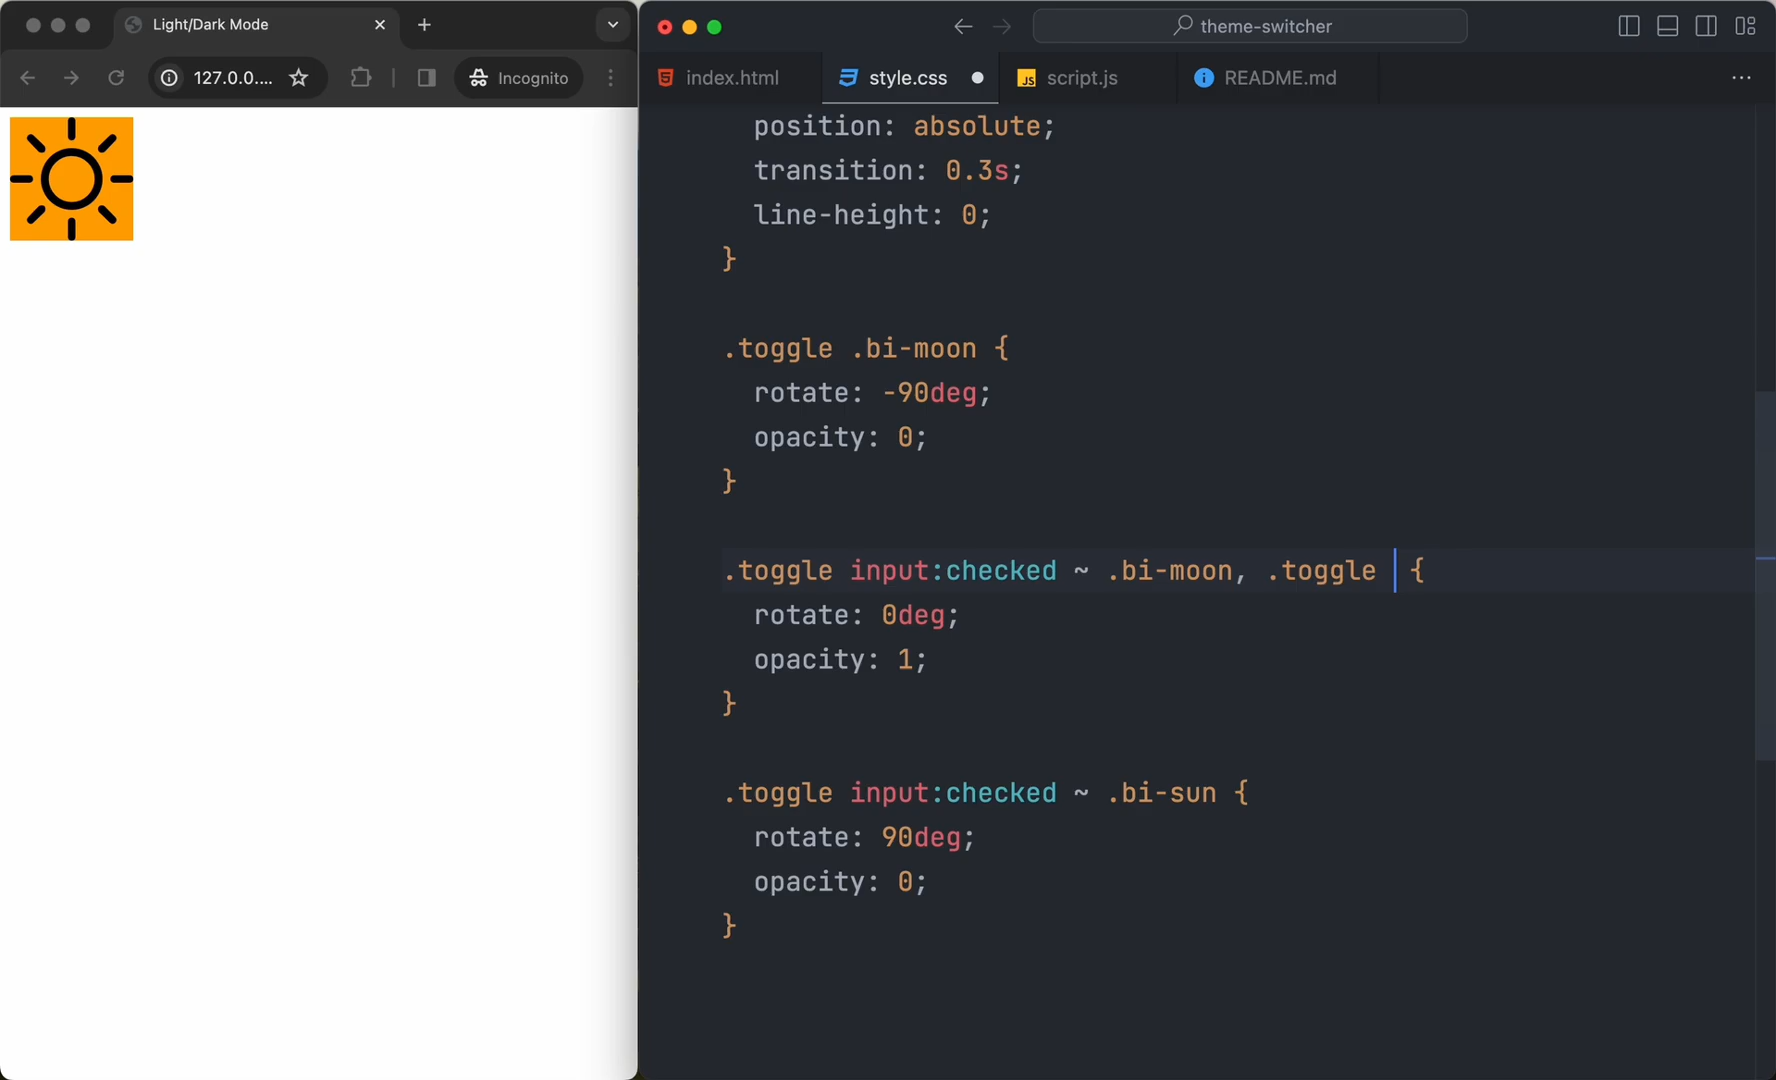 Light/Dark Mode
127.0.0....
Incognito
theme-switcher
index.html
style.css
JS script.js
README.md
position: absolute;
transition: 0.3s;
line-height: 0;
}
.toggle .bi-moon {
rotate: -90deg;
opacity: 0;
}
.toggle input:checked ~ .bi-moon, .toggle {
rotate: 0deg;
opacity: 1;
}
.toggle input:checked ~ .bi-sun {
rotate: 90deg;
opacity: 0;
}